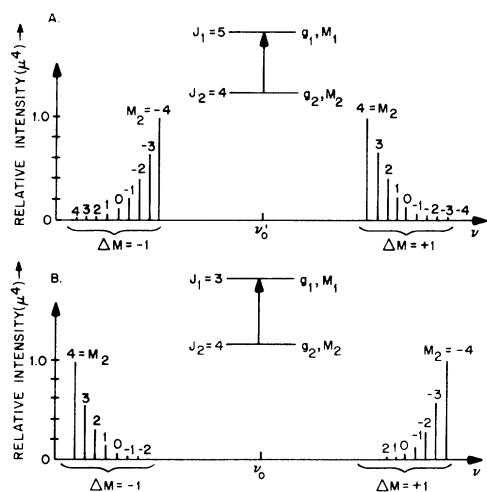 A.
J₁=5 g₁,M₁
J₂=4 g₂,M₂
RELATIVE INTENSITY(μ⁴)→
1.0
0
M₂=-4
-3
-2
4 3 2 1 0 -1
4=M₂
3
2
1
0 -1 -2 -3 -4
ΔM=-1
ν₀'
ΔM=+1
ν
B.
J₁=3 g₁,M₁
J₂=4 g₂,M₂
RELATIVE INTENSITY(μ⁴)→
1.0
0
4=M₂
3
2
1
0 -1 -2
M₂=-4
-3
-2
2 1 0 -1
ΔM=-1
ν₀
ΔM=+1
ν